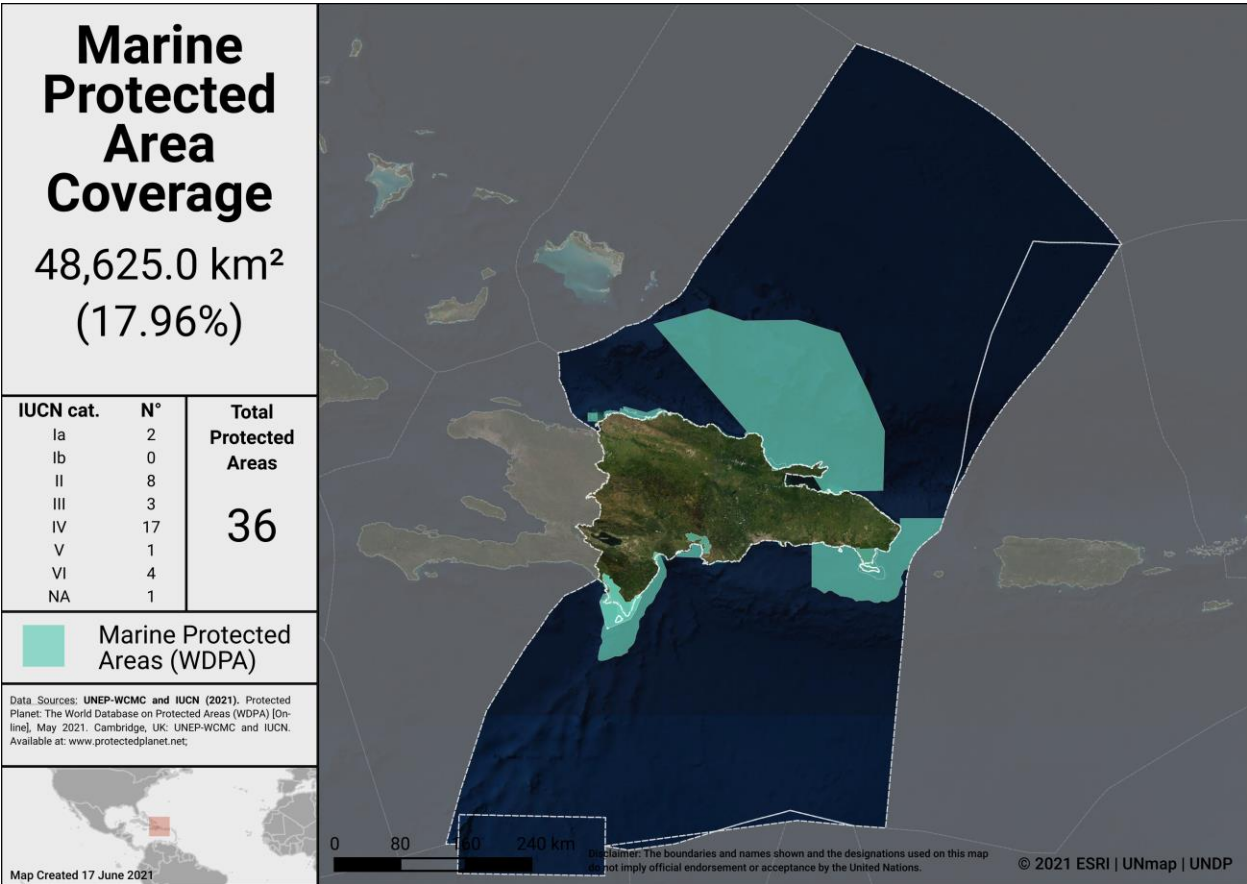 Marine
Protected
Area
Coverage
48,625.0 km²
(17.96%)
IUCN cat. N°
Ia 2
Ib 0
II 8
III 3
IV 17
V 1
VI 4
NA 1
Total
Protected
Areas
36
Marine Protected
Areas (WDPA)
Data Sources: UNEP-WCMC and IUCN (2021). Protected
Planet: The World Database on Protected Areas (WDPA) [On-
line], May 2021. Cambridge, UK: UNEP-WCMC and IUCN.
Available at: www.protectedplanet.net;
Map Created 17 June 2021
0 80 160 240 km
Disclaimer: The boundaries and names shown and the designations used on this map
do not imply official endorsement or acceptance by the United Nations.
© 2021 ESRI | UNmap | UNDP